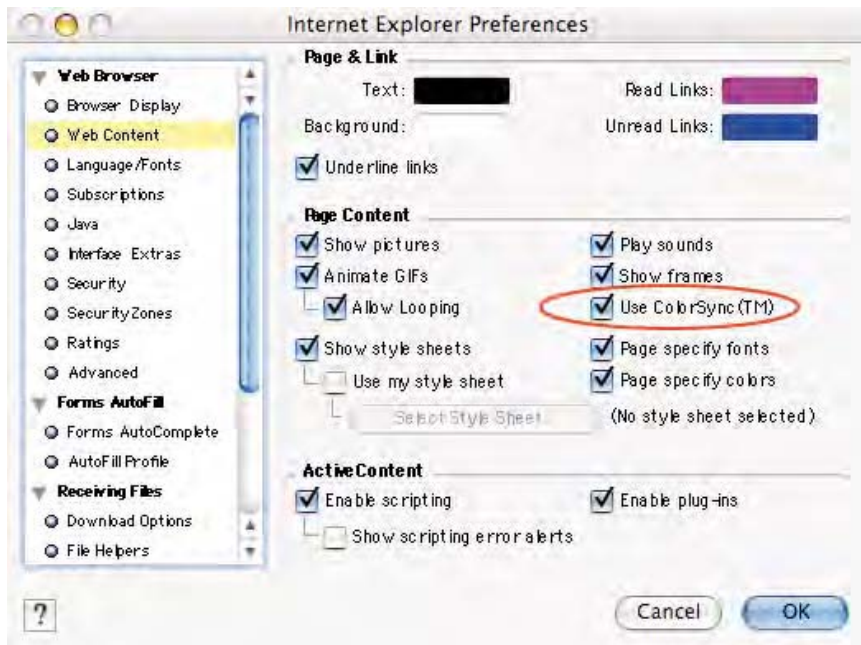 Internet Explorer Preferences
Web Browser
Browser Display
Web Content
Language/Fonts
Subscriptions
Java
Interface Extras
Security
Security Zones
Ratings
Advanced
Forms AutoFill
Forms AutoComplete
AutoFill Profile
Receiving Files
Download Options
File Helpers
Page & Link
Text:
Read Links:
Background:
Unread Links:
Underline links
Page Content
Show pictures
Play sounds
Animate GIFs
Show frames
Allow Looping
Use ColorSync(TM)
Show style sheets
Page specify fonts
Use my style sheet
Page specify colors
Select Style Sheet
(No style sheet selected)
Active Content
Enable scripting
Enable plug-ins
Show scripting error alerts
?
Cancel
OK